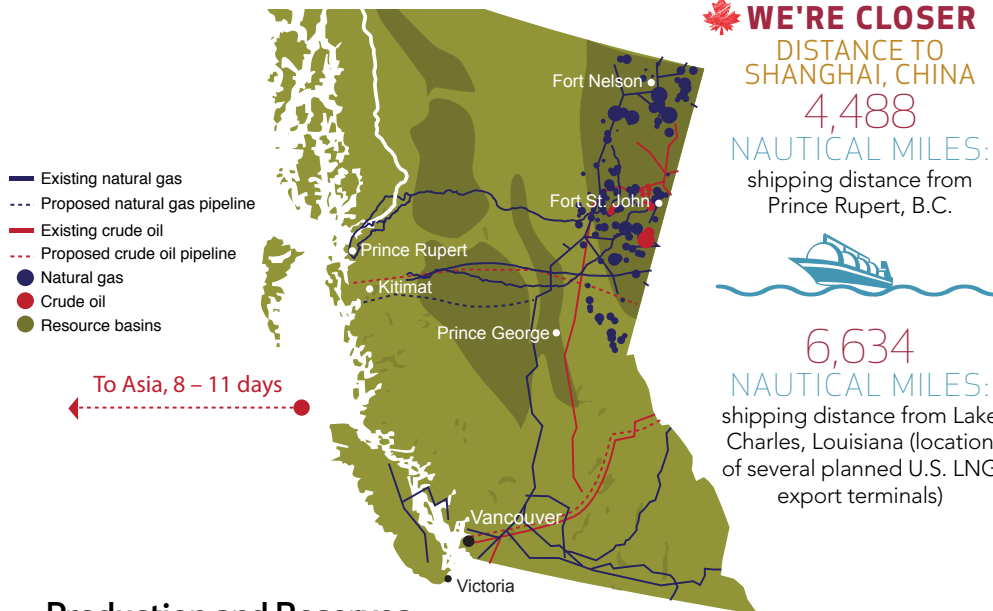 WE'RE CLOSER
DISTANCE TO
SHANGHAI, CHINA
4,488
NAUTICAL MILES:
shipping distance from
Prince Rupert, B.C.
6,634
NAUTICAL MILES:
shipping distance from Lake
Charles, Louisiana (location
of several planned U.S. LNG
export terminals)
Existing natural gas
Proposed natural gas pipeline
Existing crude oil
Proposed crude oil pipeline
Natural gas
Crude oil
Resource basins
To Asia, 8 – 11 days
Fort Nelson
Fort St. John
Prince Rupert
Kitimat
Prince George
Vancouver
Victoria
Production and Reserves